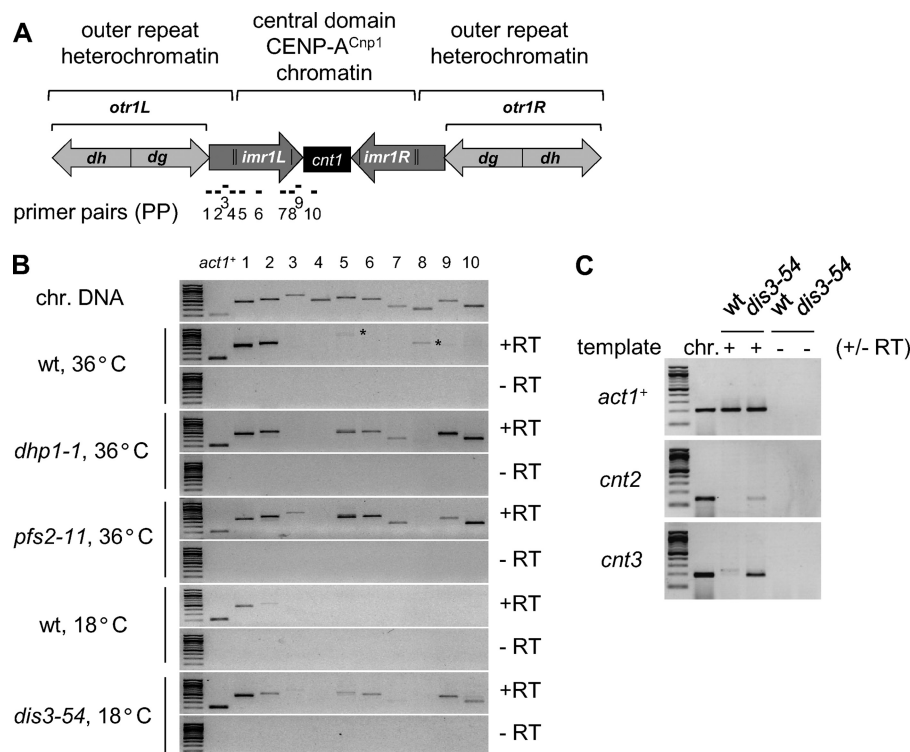 A
outer repeat
heterochromatin
central domain
CENP-A^Cnp1
chromatin
outer repeat
heterochromatin
otr1L
otr1R
dh dg imr1L cnt1 imr1R dg dh
primer pairs (PP) 1 2 3 4 5 6 7 8 9 10
B
act1+ 1 2 3 4 5 6 7 8 9 10
chr. DNA
wt, 36°C
* *
+RT
- RT
dhp1-1, 36°C
+RT
- RT
pfs2-11, 36°C
+RT
- RT
wt, 18°C
+RT
- RT
dis3-54, 18°C
+RT
- RT
C
wt dis3-54 wt dis3-54
template chr. + + - - (+/- RT)
act1+
cnt2
cnt3